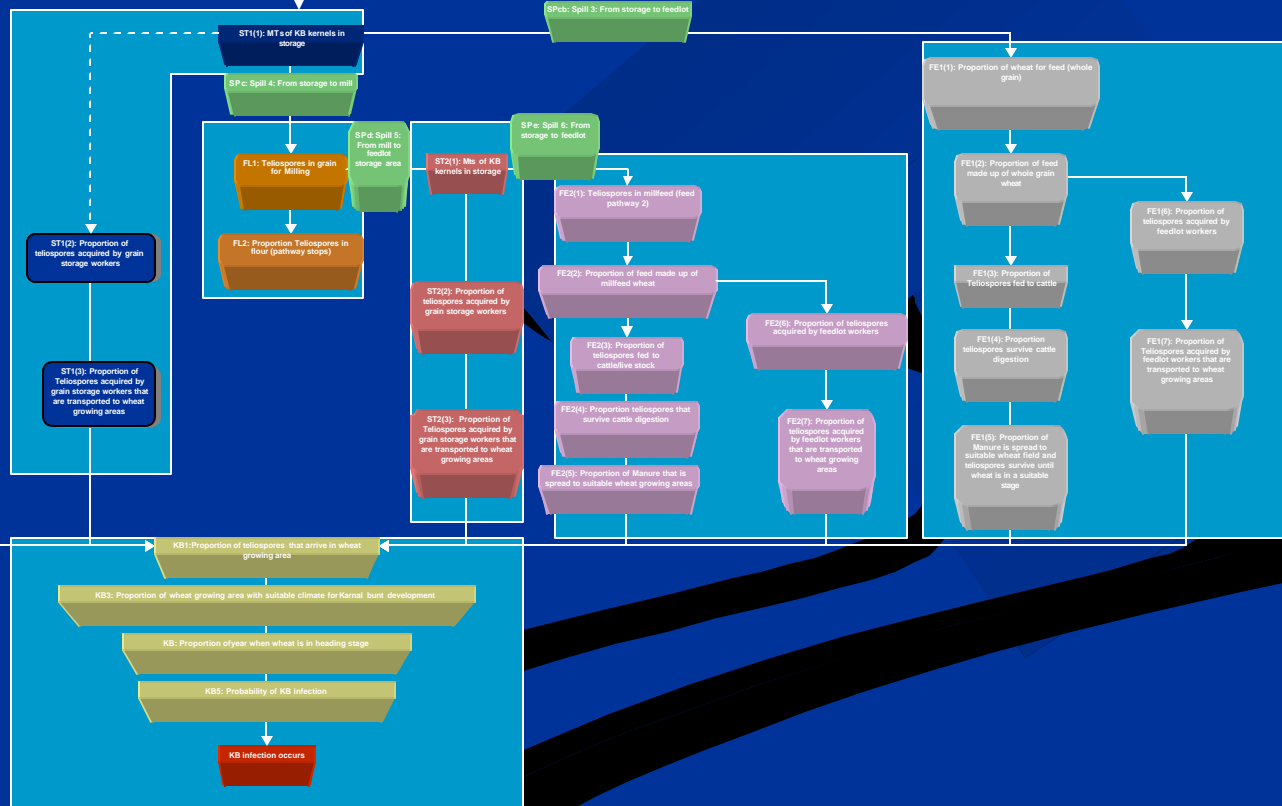 SPcb: Spill 3: From storage to feedlot
ST1(1): MTs of KB kernels in
storage
SPc: Spill 4: From storage to mill
FL1: Teliospores in grain
for Milling
FL2: Proportion Teliospores in
flour (pathway stops)
SPd: Spill 5:
From mill to
feedlot
storage area
ST1(2): Proportion of
teliospores acquired by grain
storage workers
ST1(3): Proportion of
Teliospores acquired by
grain storage workers that
are transported to wheat
growing areas
ST2(1): Mts of KB
kernels in storage
ST2(2): Proportion of
teliospores acquired by
grain storage workers
ST2(3): Proportion of
Teliospores acquired by
grain storage workers that
are transported to wheat
growing areas
SPe: Spill 6: From
storage to feedlot
FE2(1): Teliospores in millfeed (feed
pathway 2)
FE2(2): Proportion of feed made up of
millfeed wheat
FE2(3): Proportion of
teliospores fed to
cattle/live stock
FE2(4): Proportion teliospores that
survive cattle digestion
FE2(5): Proportion of Manure that is
spread to suitable wheat growing areas
FE2(6): Proportion of teliospores
acquired by feedlot workers
FE2(7): Proportion of
teliospores acquired
by feedlot workers
that are transported
to wheat growing
areas
FE1(1): Proportion of wheat for feed (whole
grain)
FE1(2): Proportion of feed
made up of whole grain
wheat
FE1(3): Proportion of
Teliospores fed to cattle
FE1(4): Proportion
teliospores survive cattle
digestion
FE1(5): Proportion of
Manure is spread to
suitable wheat field and
teliospores survive until
wheat is in a suitable
stage
FE1(6): Proportion of
teliospores acquired by
feedlot workers
FE1(7): Proportion of
Teliospores acquired by
feedlot workers that are
transported to wheat
growing areas
KB1:Proportion of teliospores that arrive in wheat
growing area
KB3: Proportion of wheat growing area with suitable climate for Karnal bunt development
KB: Proportion of year when wheat is in heading stage
KB5: Probability of KB infection
KB infection occurs